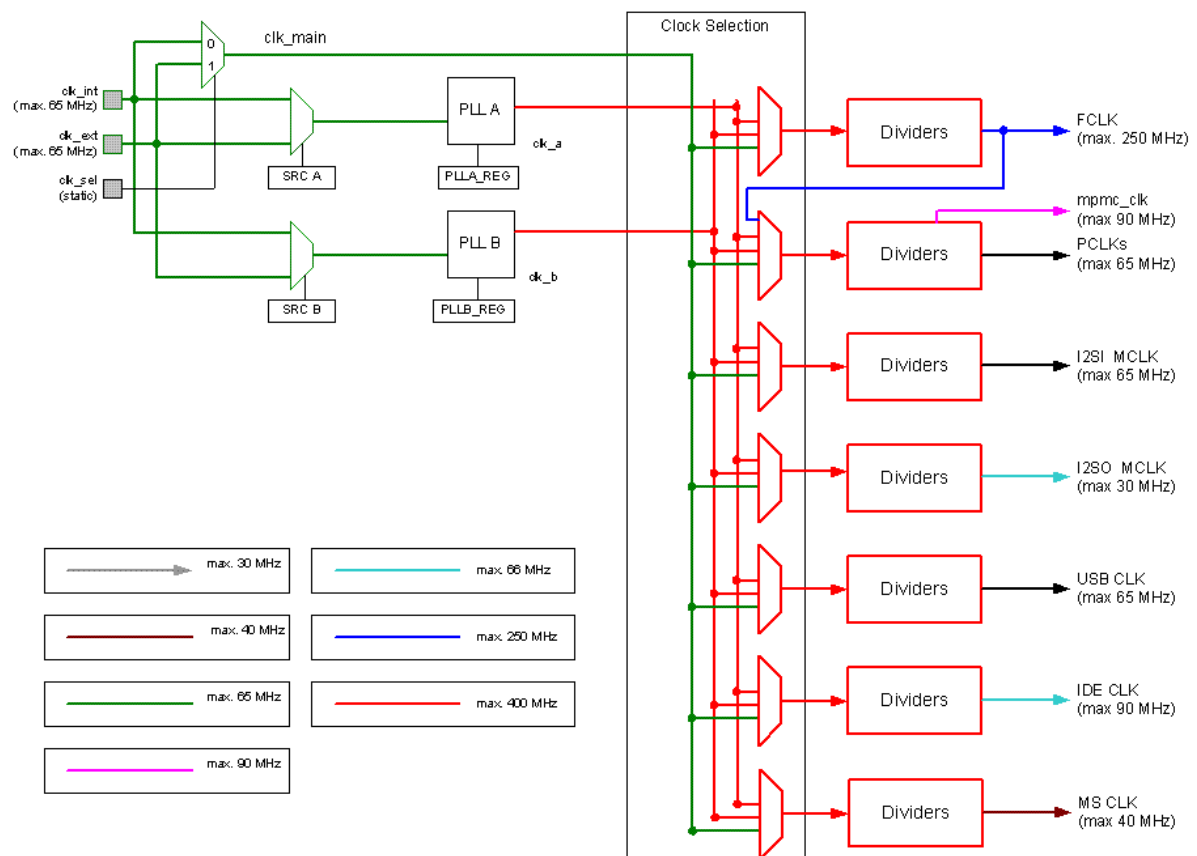 Clock Selection
clk_main
0
1
clk_int
(max. 65 MHz)
clk_ext
(max. 65 MHz)
clk_sel
(static)
SRC A
PLL A
clk_a
PLLA_REG
SRC B
PLL B
clk_b
PLLB_REG
Dividers
FCLK
(max. 250 MHz)
mpmc_clk
(max 90 MHz)
Dividers
PCLKs
(max 65 MHz)
Dividers
I2SI MCLK
(max 65 MHz)
Dividers
I2SO MCLK
(max 30 MHz)
Dividers
USB CLK
(max 65 MHz)
Dividers
IDE CLK
(max 90 MHz)
Dividers
MS CLK
(max 40 MHz)
max. 30 MHz
max. 66 MHz
max. 40 MHz
max. 250 MHz
max. 65 MHz
max. 400 MHz
max. 90 MHz